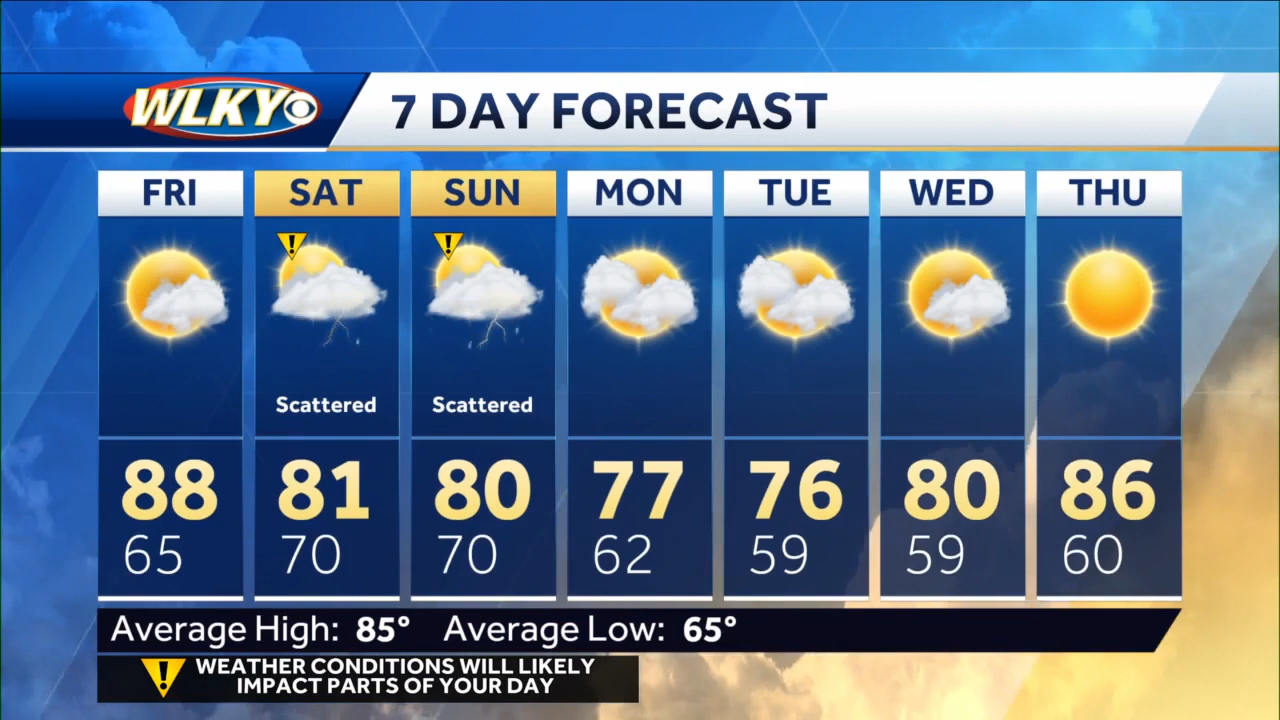 WLKY
7 DAY FORECAST
FRI SAT SUN MON TUE WED THU
! !
Scattered Scattered
88 81 80 77 76 80 86
65 70 70 62 59 59 60
Average High: 85° Average Low: 65°
! WEATHER CONDITIONS WILL LIKELY
IMPACT PARTS OF YOUR DAY